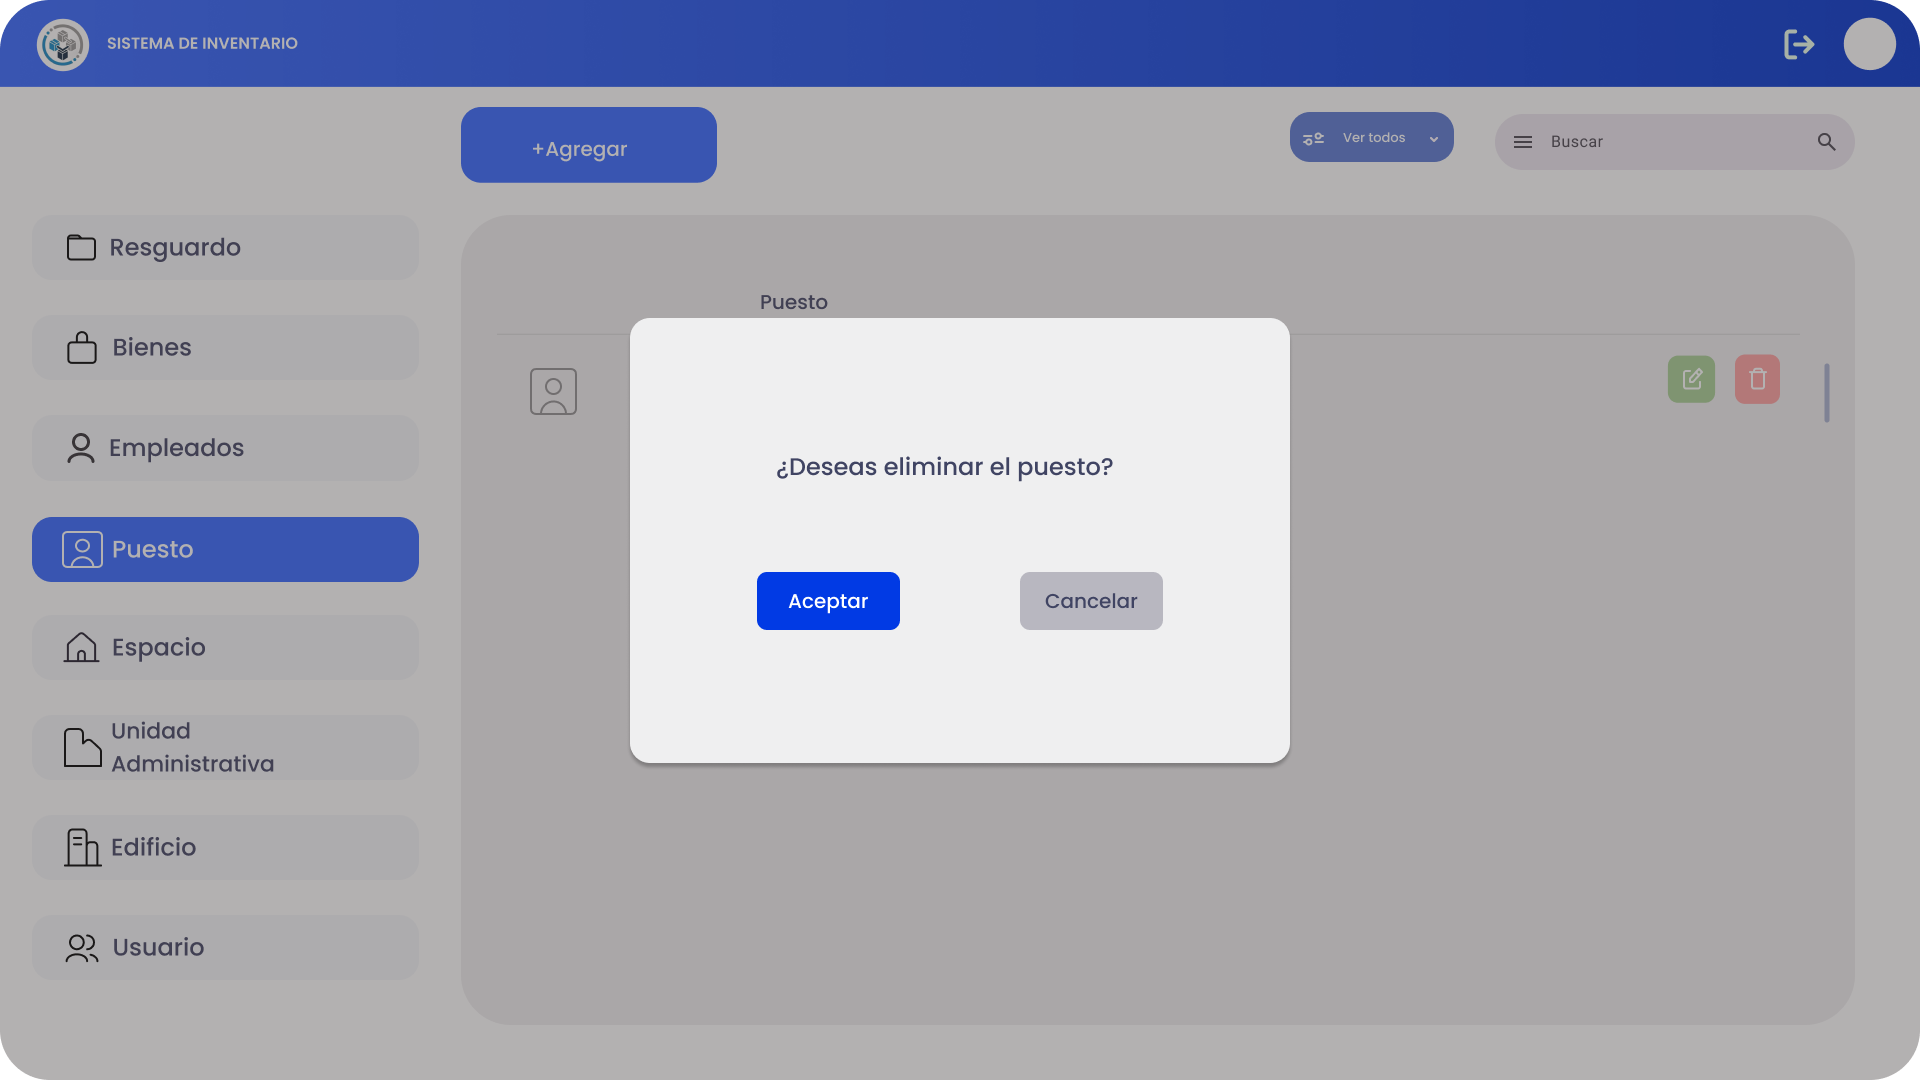 SISTEMA DE INVENTARIO
+Agregar
Ver todos
Buscar
Resguardo
Bienes
Empleados
Puesto
Espacio
Unidad
Administrativa
Edificio
Usuario
Puesto
¿Deseas eliminar el puesto?
Aceptar
Cancelar